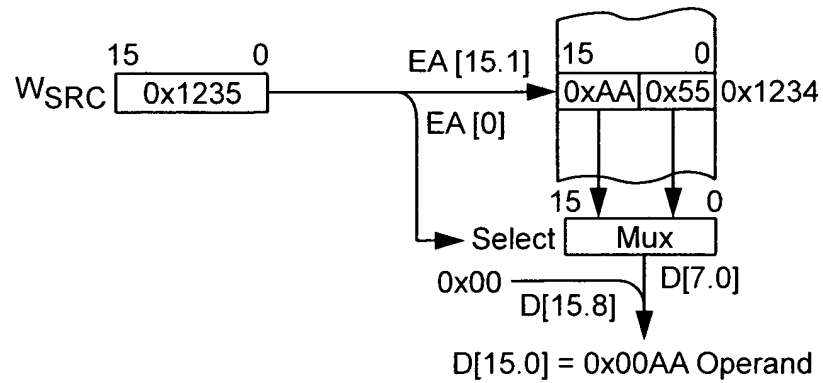 15 0
W SRC 0x1235
EA [15.1]
EA [0]
15 0
0xAA 0x55 0x1234
15 0
Select Mux
0x00
D[15.8]
D[7.0]
D[15.0] = 0x00AA Operand